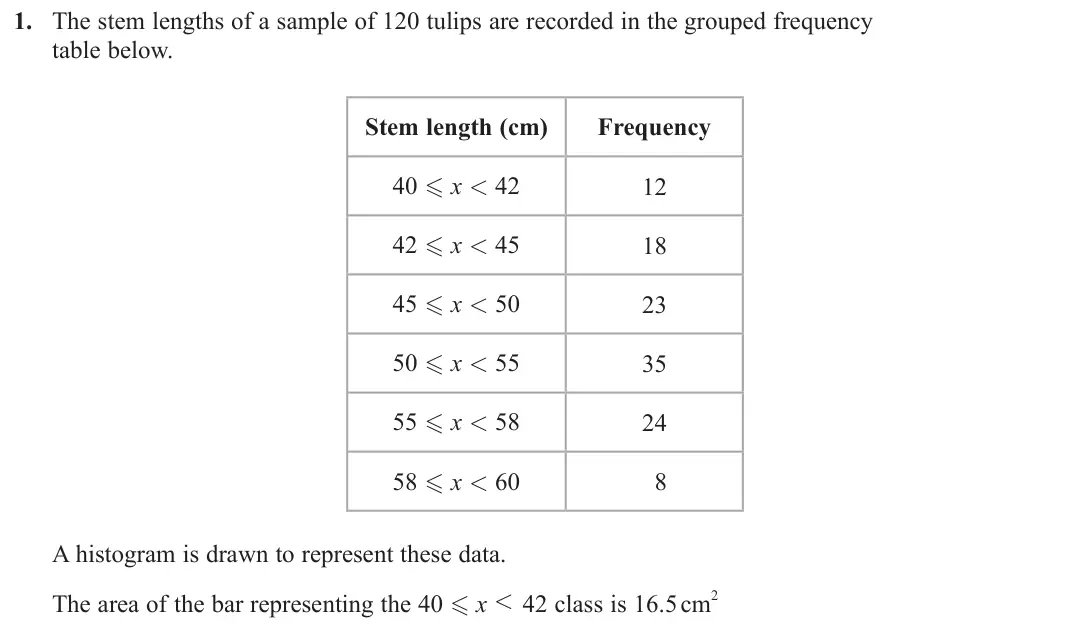 1. The stem lengths of a sample of 120 tulips are recorded in the grouped frequency
table below.
Stem length (cm) Frequency
40 ⩽ x < 42 12
42 ⩽ x < 45 18
45 ⩽ x < 50 23
50 ⩽ x < 55 35
55 ⩽ x < 58 24
58 ⩽ x < 60 8
A histogram is drawn to represent these data.
The area of the bar representing the 40 ⩽ x < 42 class is 16.5 cm²